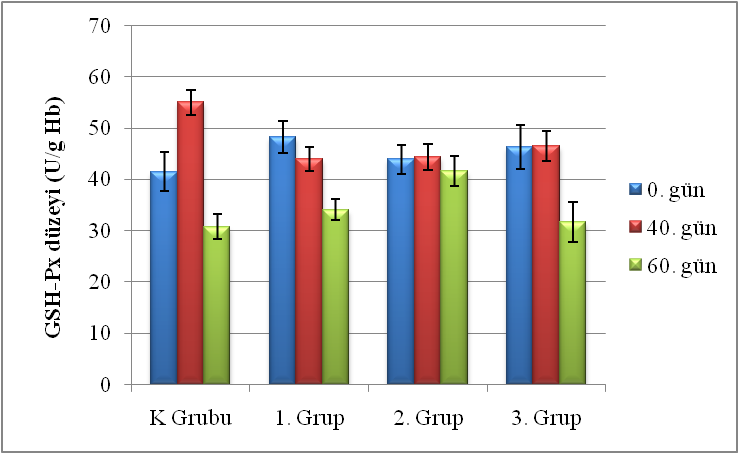 GSH-Px düzeyi (U/g Hb)
70
60
50
40
30
20
10
0
K Grubu
1. Grup
2. Grup
3. Grup
0. gün
40. gün
60. gün